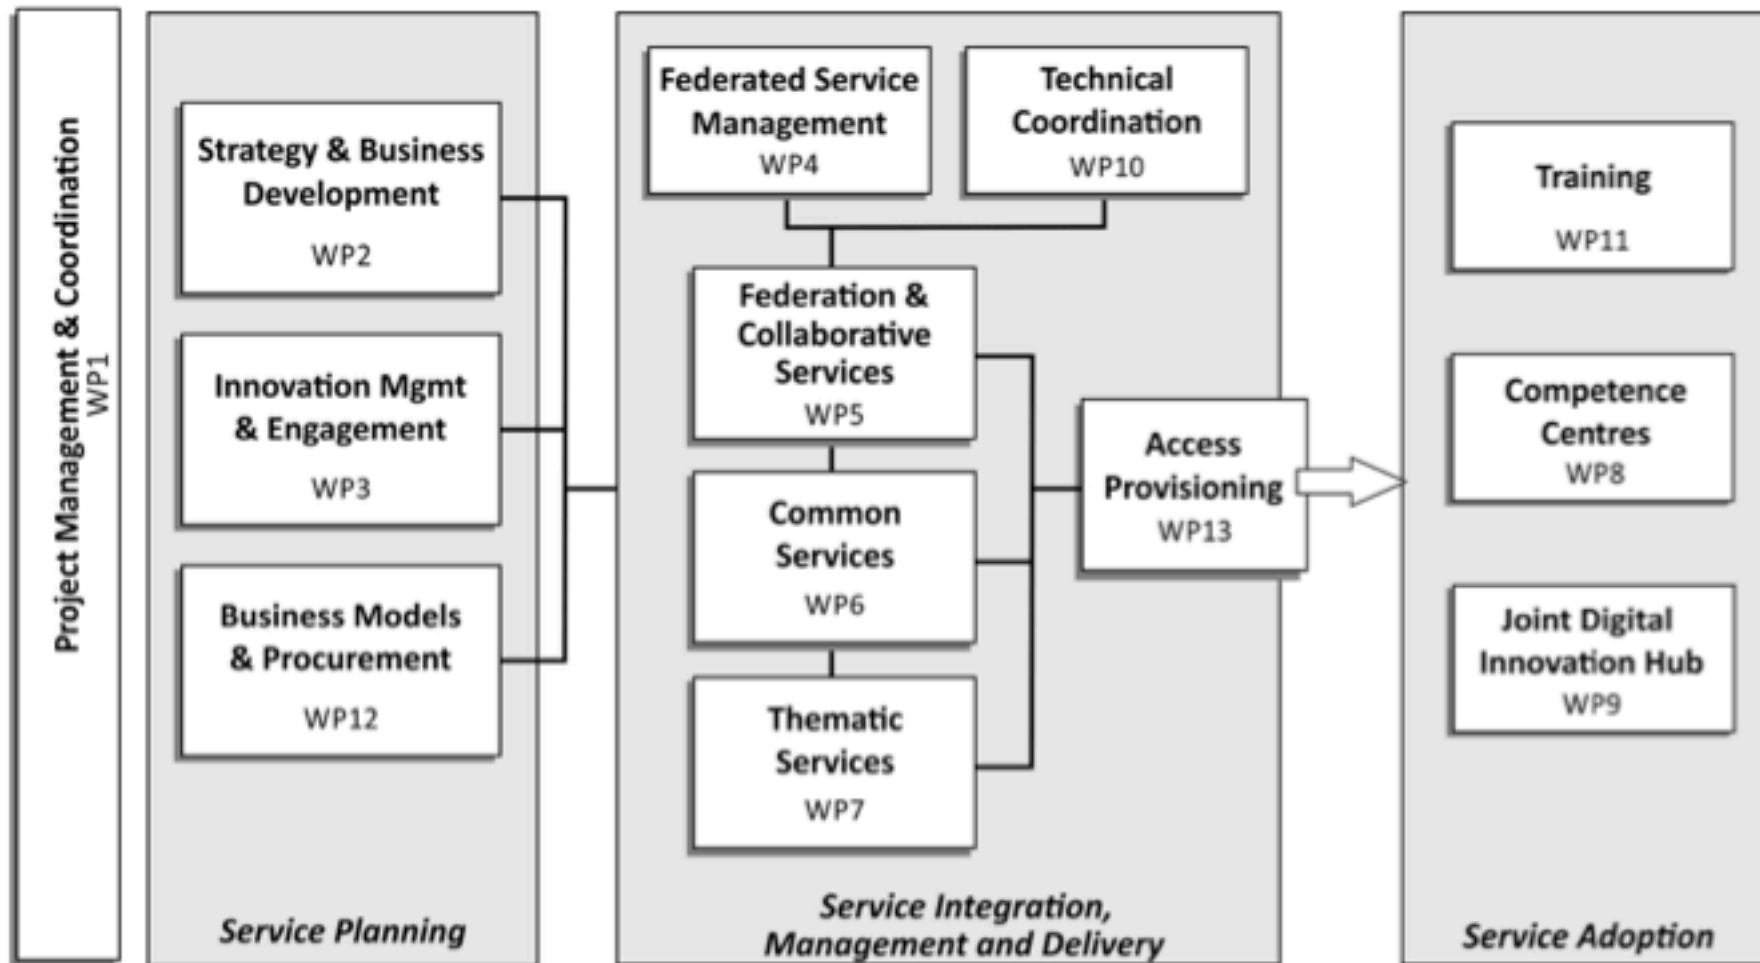 Project Management & Coordination
WP1
Strategy & Business
Development
WP2
Innovation Mgmt
& Engagement
WP3
Business Models
& Procurement
WP12
Service Planning
Federated Service
Management
WP4
Technical
Coordination
WP10
Federation &
Collaborative
Services
WP5
Common
Services
WP6
Thematic
Services
WP7
Access
Provisioning
WP13
Service Integration,
Management and Delivery
Training
WP11
Competence
Centres
WP8
Joint Digital
Innovation Hub
WP9
Service Adoption